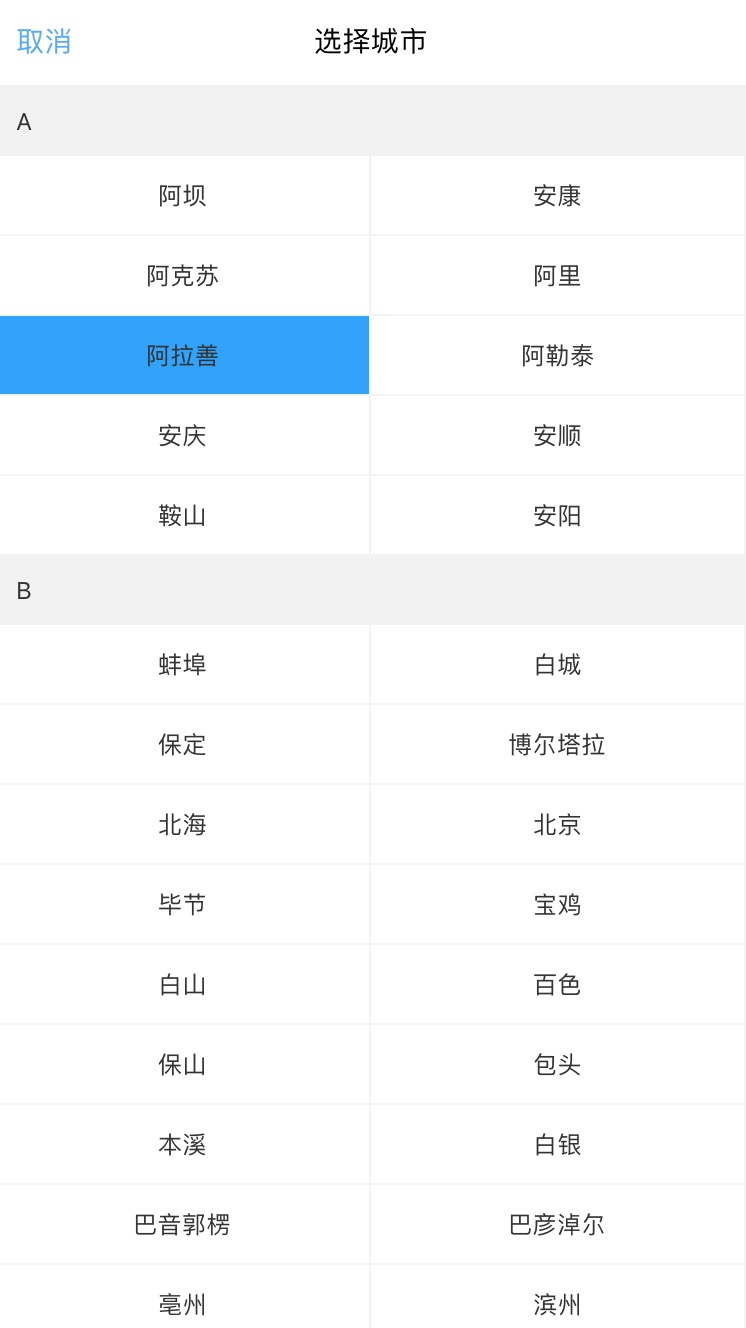 取消 选择城市
A
阿坝 安康
阿克苏 阿里
阿拉善 阿勒泰
安庆 安顺
鞍山 安阳
B
蚌埠 白城
保定 博尔塔拉
北海 北京
毕节 宝鸡
白山 百色
保山 包头
本溪 白银
巴音郭楞 巴彦淖尔
亳州 滨州